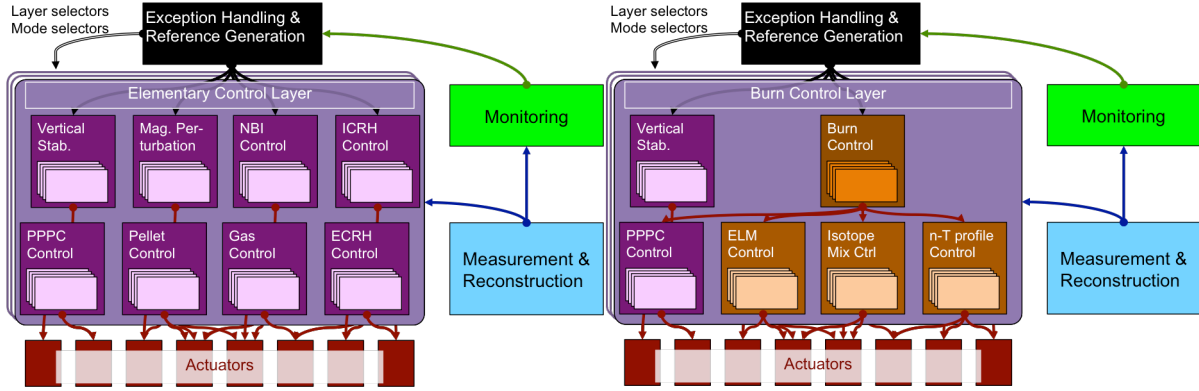 Layer selectors
Mode selectors
Exception Handling &
Reference Generation
Elementary Control Layer
Vertical
Stab.
Mag. Per-
turbation
NBI
Control
ICRH
Control
PPPC
Control
Pellet
Control
Gas
Control
ECRH
Control
Actuators
Monitoring
Measurement &
Reconstruction
Layer selectors
Mode selectors
Exception Handling &
Reference Generation
Burn Control Layer
Vertical
Stab.
Burn
Control
PPPC
Control
ELM
Control
Isotope
Mix Ctrl
n-T profile
Control
Actuators
Monitoring
Measurement &
Reconstruction